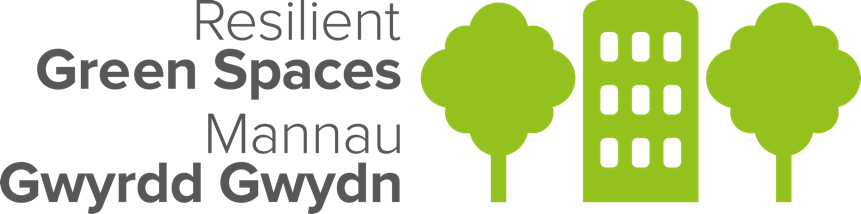 Resilient
Green Spaces
Mannau
Gwyrdd Gwydn